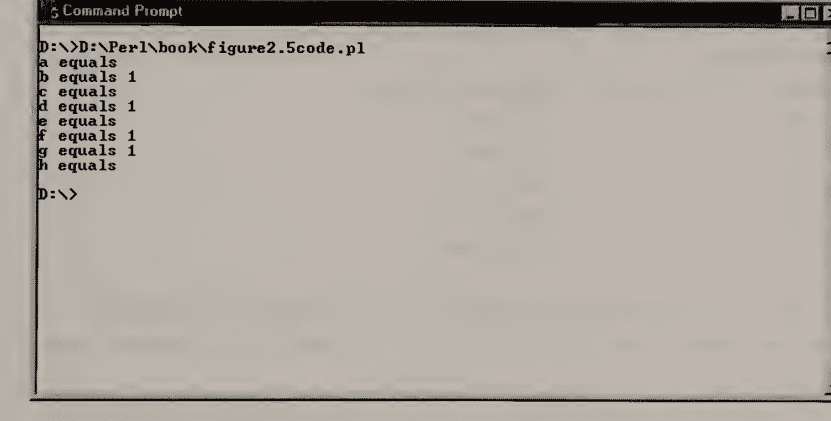 Command Prompt
D:\>D:\Perl\book\figure2.5code.pl
a equals
b equals 1
c equals
d equals 1
e equals
f equals 1
g equals 1
h equals
D:\>